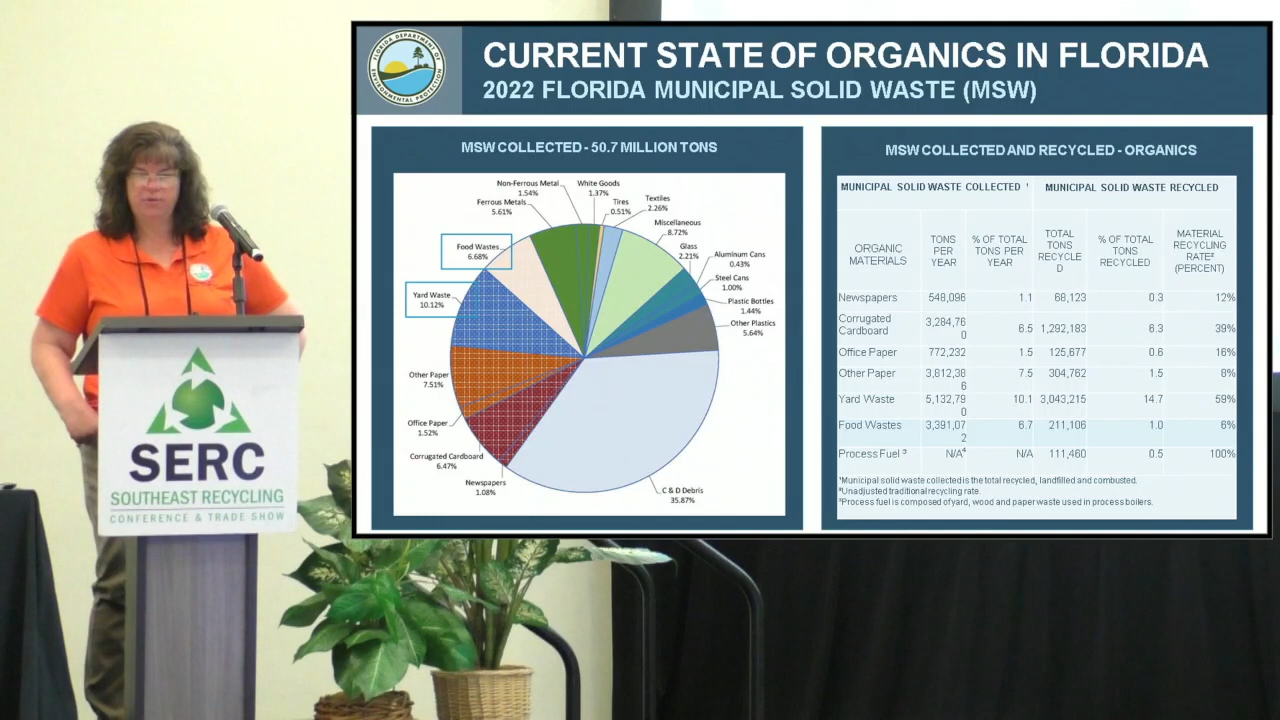 FLORIDA DEPARTMENT OF
ENVIRONMENTAL PROTECTION
CURRENT STATE OF ORGANICS IN FLORIDA
2022 FLORIDA MUNICIPAL SOLID WASTE (MSW)
MSW COLLECTED - 50.7 MILLION TONS
Non-Ferrous Metal
1.54%
White Goods
1.37%
Ferrous Metals
5.61%
Tires
0.51%
Textiles
2.26%
Miscellaneous
8.72%
Food Wastes
6.68%
Glass
2.21%
Aluminum Cans
0.43%
Steel Cans
1.00%
Yard Waste
10.12%
Plastic Bottles
1.44%
Other Plastics
5.64%
Other Paper
7.51%
Office Paper
1.52%
Corrugated Cardboard
6.47%
Newspapers
1.08%
C & D Debris
35.87%
MSW COLLECTED AND RECYCLED - ORGANICS
MUNICIPAL SOLID WASTE COLLECTED ¹ MUNICIPAL SOLID WASTE RECYCLED
ORGANIC
MATERIALS
TONS
PER
YEAR
% OF TOTAL
TONS PER
YEAR
TOTAL
TONS
RECYCLE
D
% OF TOTAL
TONS
RECYCLED
MATERIAL
RECYCLING
RATE²
(PERCENT)
Newspapers 548,096 1.1 68,123 0.3 12%
Corrugated
Cardboard
3,284,76
0
6.5 1,292,183 6.3 39%
Office Paper 772,232 1.5 125,677 0.6 16%
Other Paper 3,812,38
6
7.5 304,762 1.5 8%
Yard Waste 5,132,79
0
10.1 3,043,215 14.7 59%
Food Wastes 3,391,07
2
6.7 211,106 1.0 6%
Process Fuel ³ N/A⁴ N/A 111,460 0.5 100%
¹Municipal solid waste collected is the total recycled, landfilled and combusted.
²Unadjusted traditional recycling rate.
³Process fuel is composed of yard, wood and paper waste used in process boilers.
SERC
SOUTHEAST RECYCLING
CONFERENCE & TRADE SHOW